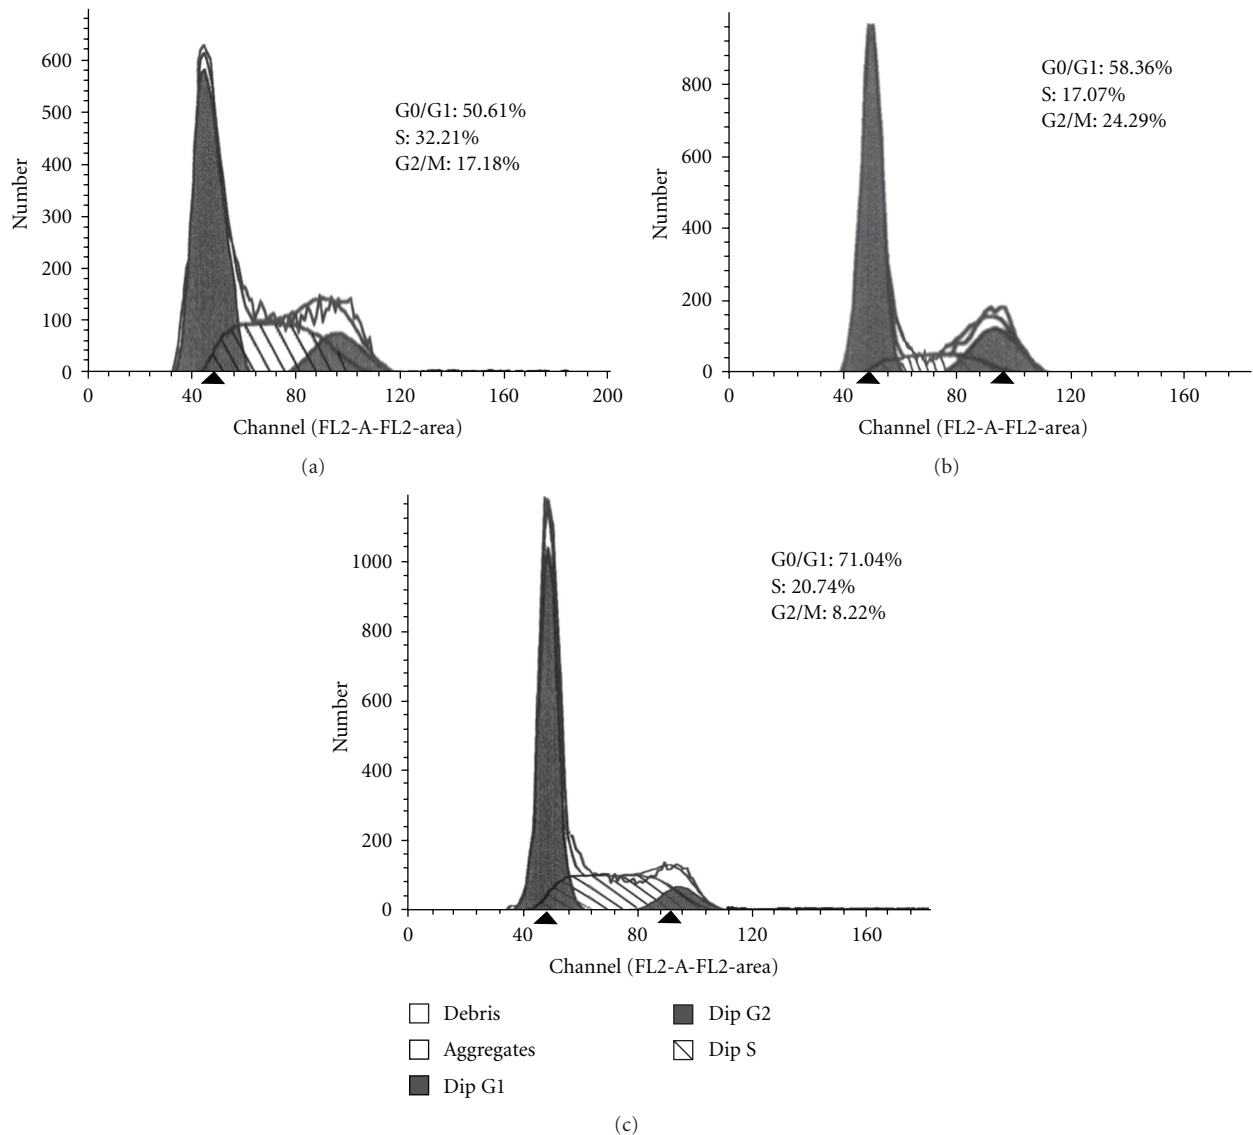 600
500
400
300
200
100
0
Number
0 40 80 120 160 200
Channel (FL2-A-FL2-area)
G0/G1: 50.61%
S: 32.21%
G2/M: 17.18%
(a)
800
600
400
200
0
Number
0 40 80 120 160
Channel (FL2-A-FL2-area)
G0/G1: 58.36%
S: 17.07%
G2/M: 24.29%
(b)
1000
800
600
400
200
0
Number
0 40 80 120 160
Channel (FL2-A-FL2-area)
G0/G1: 71.04%
S: 20.74%
G2/M: 8.22%
Debris
Aggregates
Dip G1
Dip G2
Dip S
(c)